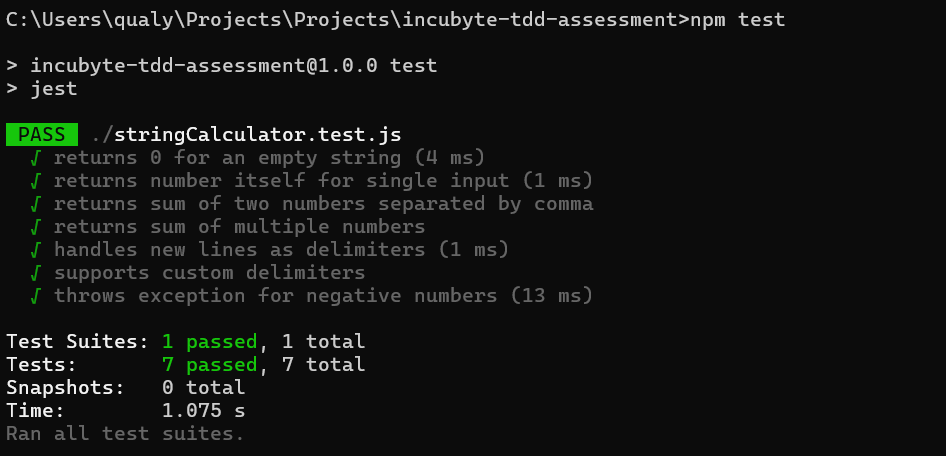 C:\Users\qualy\Projects\Projects\incubyte-tdd-assessment>npm test
> incubyte-tdd-assessment@1.0.0 test
> jest
PASS ./stringCalculator.test.js
√ returns 0 for an empty string (4 ms)
√ returns number itself for single input (1 ms)
√ returns sum of two numbers separated by comma
√ returns sum of multiple numbers
√ handles new lines as delimiters (1 ms)
√ supports custom delimiters
√ throws exception for negative numbers (13 ms)
Test Suites: 1 passed, 1 total
Tests: 7 passed, 7 total
Snapshots: 0 total
Time: 1.075 s
Ran all test suites.